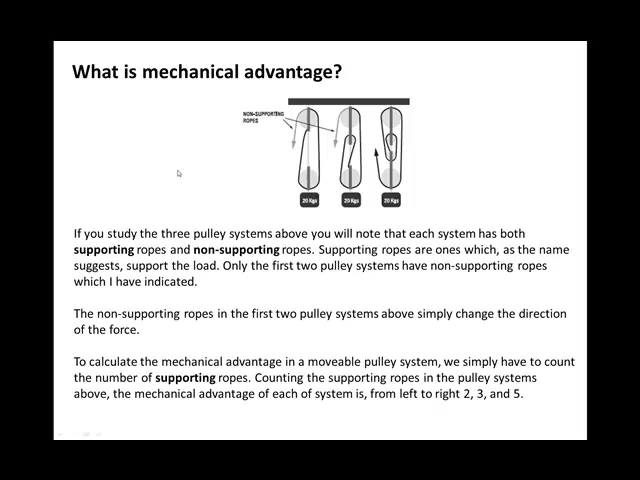 What is mechanical advantage?
NON-SUPPORTING
ROPES
20 Kgs 20 Kgs 20 Kgs
If you study the three pulley systems above you will note that each system has both
supporting ropes and non-supporting ropes. Supporting ropes are ones which, as the name
suggests, support the load. Only the first two pulley systems have non-supporting ropes
which I have indicated.
The non-supporting ropes in the first two pulley systems above simply change the direction
of the force.
To calculate the mechanical advantage in a moveable pulley system, we simply have to count
the number of supporting ropes. Counting the supporting ropes in the pulley systems
above, the mechanical advantage of each of system is, from left to right 2, 3, and 5.